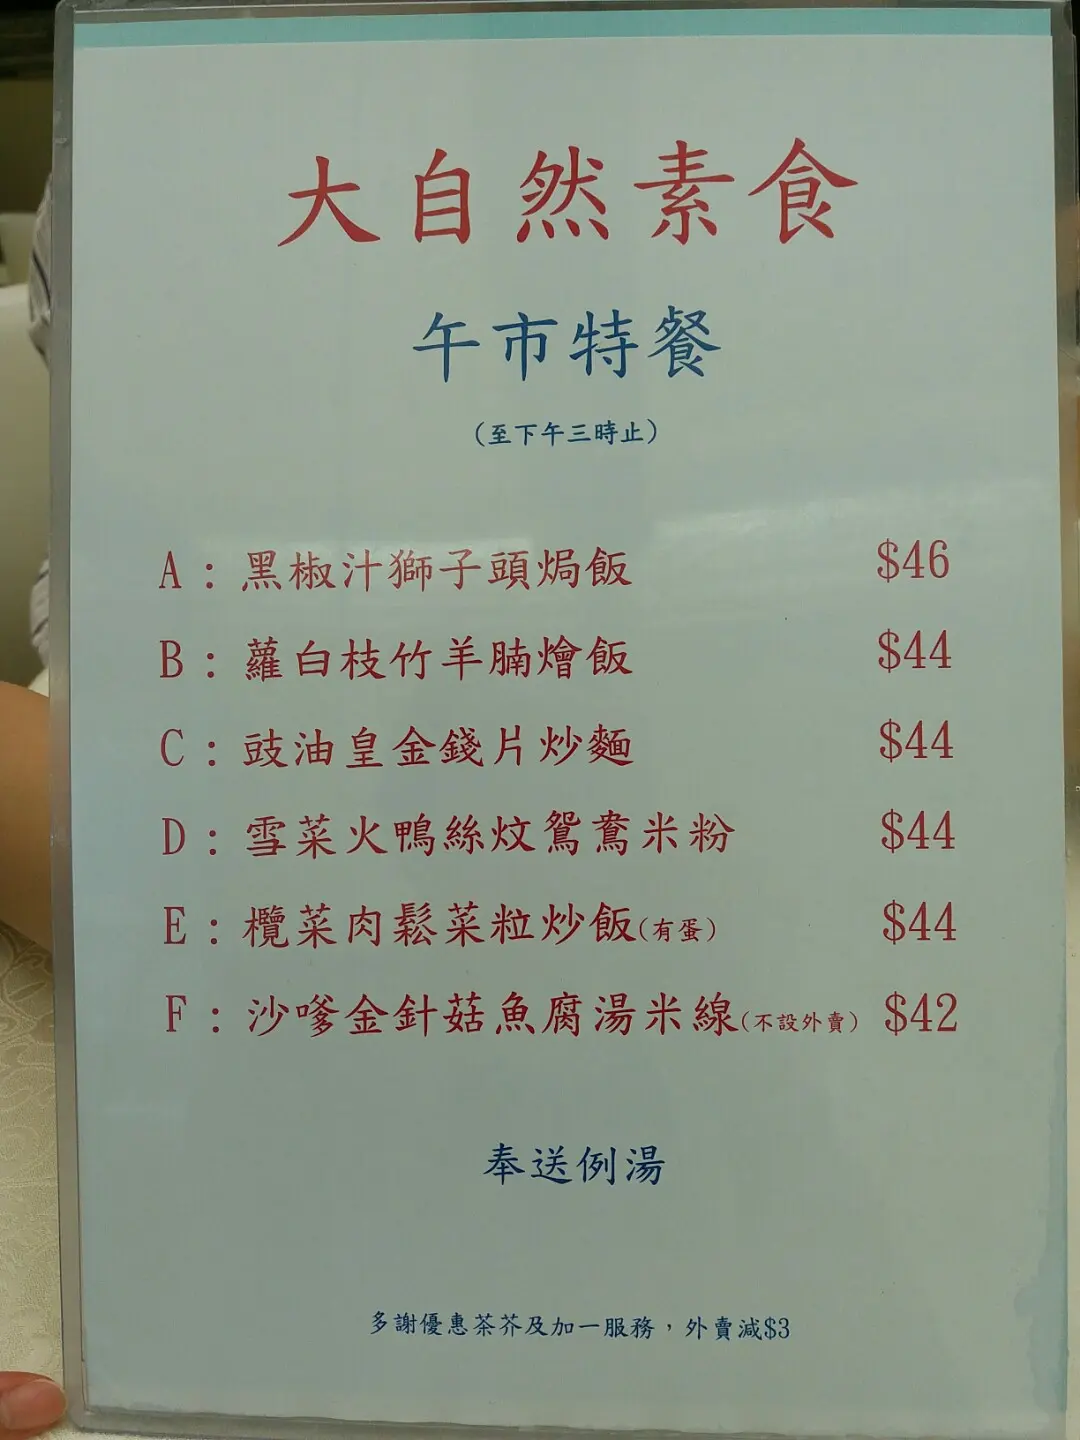 大自然素食
午市特餐
（至下午三時止）
A：黑椒汁獅子頭焗飯 $46
B：蘿白枝竹羊腩燴飯 $44
C：豉油皇金錢片炒麵 $44
D：雪菜火鴨絲炆鴛鴦米粉 $44
E：欖菜肉鬆菜粒炒飯(有蛋) $44
F：沙嗲金針菇魚腐湯米線(不設外賣) $42
奉送例湯
多謝優惠茶芥及加一服務，外賣減$3